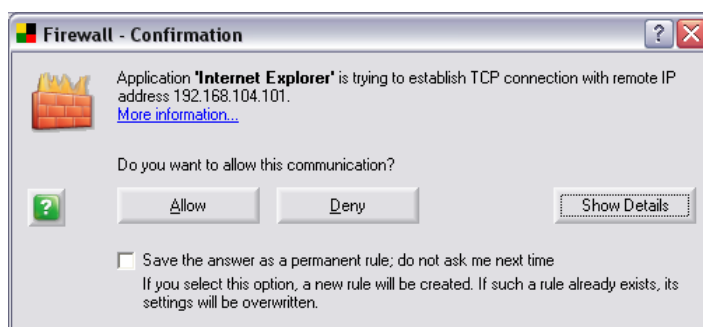 Firewall - Confirmation
Application 'Internet Explorer' is trying to establish TCP connection with remote IP
address 192.168.104.101.
More information...
Do you want to allow this communication?
Allow Deny Show Details
Save the answer as a permanent rule; do not ask me next time
If you select this option, a new rule will be created. If such a rule already exists, its
settings will be overwritten.